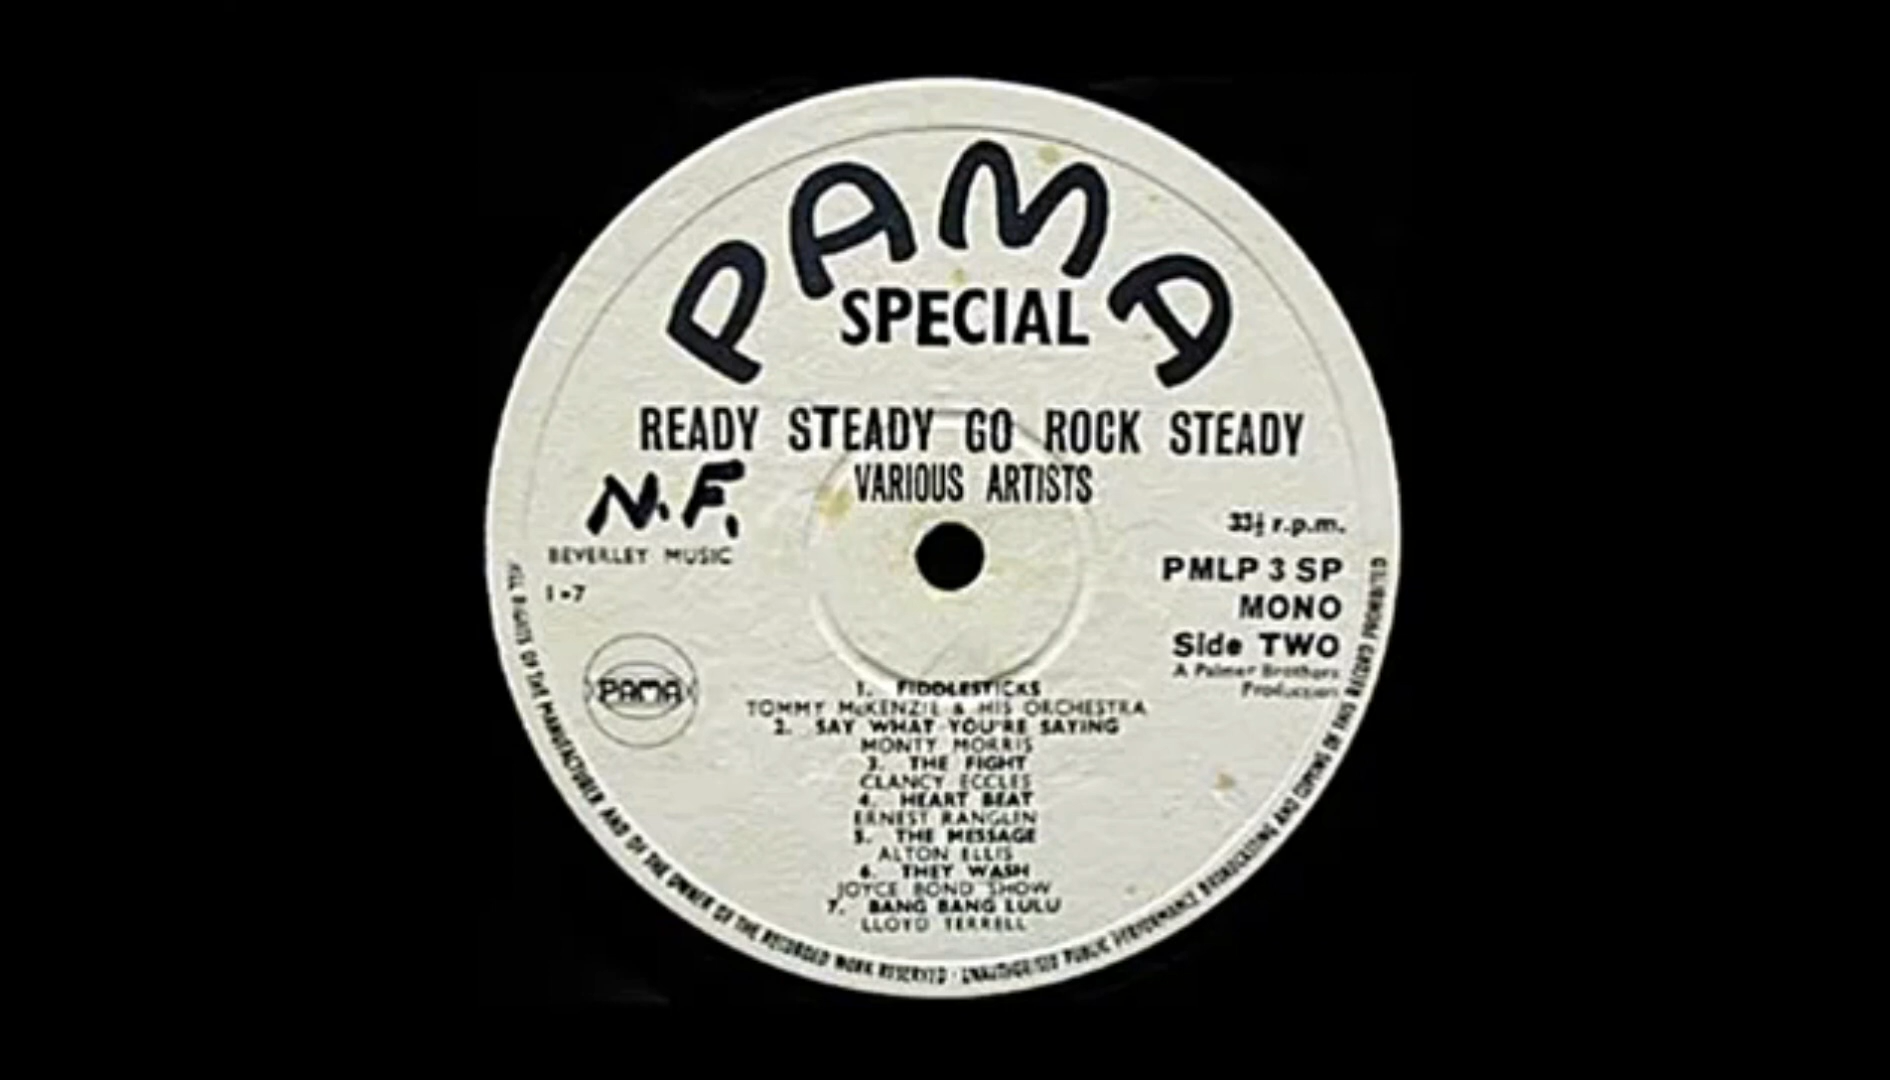 PAMA
SPECIAL
READY STEADY GO ROCK STEADY
VARIOUS ARTISTS
N.F.
BEVERLEY MUSIC
1-7
33⅓ r.p.m.
PMLP 3 SP
MONO
Side TWO
A Palmer Brothers
Production
PAMA
1. FIDDLESTICKS
TOMMY McKENZIE & HIS ORCHESTRA
2. SAY WHAT YOU'RE SAYING
MONTY MORRIS
3. THE FIGHT
CLANCY ECCLES
4. HEART BEAT
ERNEST RANGLIN
5. THE MESSAGE
ALTON ELLIS
6. THEY WASH
JOYCE BOND SHOW
7. BANG BANG LULU
LLOYD TERRELL
ALL RIGHTS OF THE MANUFACTURER AND OF THE OWNER OF THE RECORDED WORK RESERVED · UNAUTHORISED PUBLIC PERFORMANCE BROADCASTING AND COPYING OF THIS RECORD PROHIBITED